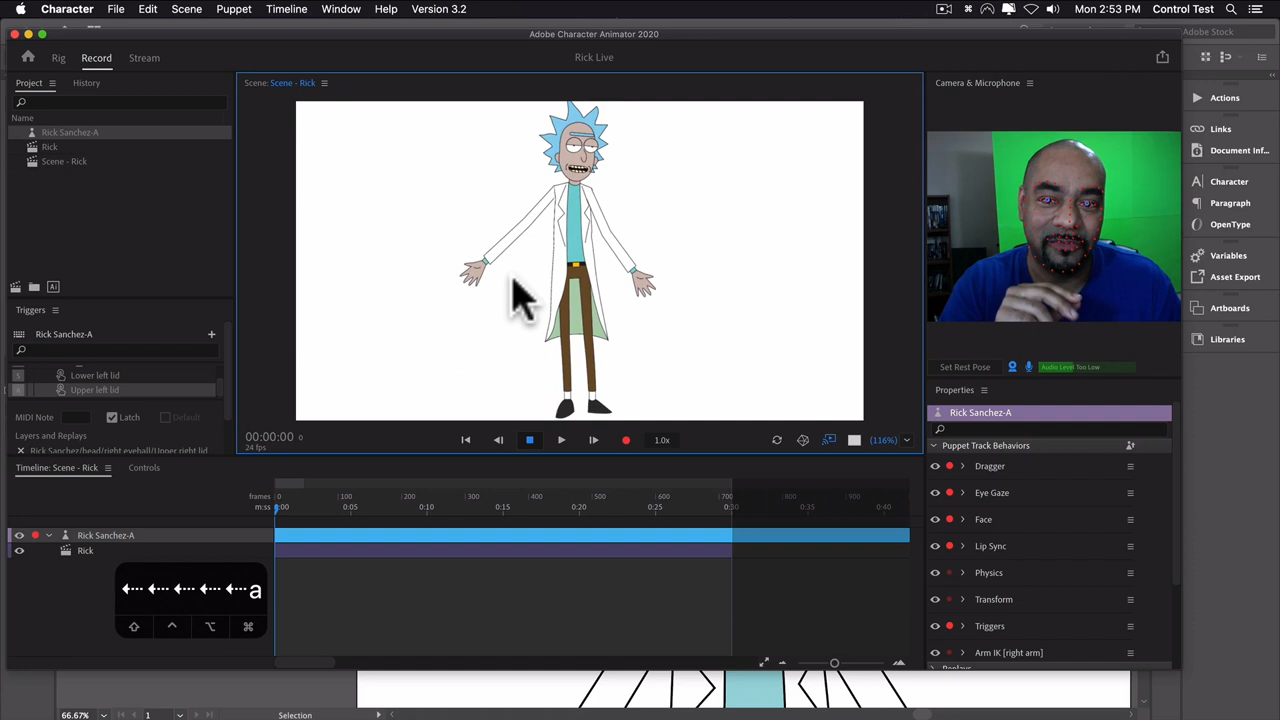 Character File Edit Scene Puppet Timeline Window Help Version 3.2 Mon 2:53 PM Control Test
Adobe Character Animator 2020
Adobe Stock
Rig Record Stream
Rick Live
Project History
Name
Rick Sanchez-A
Rick
Scene - Rick
Scene: Scene - Rick
Camera & Microphone
Actions
Links
Document Inf...
Character
Paragraph
OpenType
Variables
Asset Export
Artboards
Libraries
Ai
Triggers
Rick Sanchez-A
S Lower left lid
Upper left lid
MIDI Note Latch Default
Layers and Replays
Rick Sanchez/head/right eyeball/Upper right lid
Set Rest Pose Audio Level Too Low
Properties
Rick Sanchez-A
Puppet Track Behaviors
Dragger
Eye Gaze
Face
Lip Sync
Physics
Transform
Triggers
Arm IK [right arm]
Replays
00:00:00 0
24 fps
1.0x
(116%)
Timeline: Scene - Rick Controls
frames 0 100 200 300 400 500 600 700 800 900
m:ss 0:00 0:05 0:10 0:15 0:20 0:25 0:30 0:35 0:40
Rick Sanchez-A
Rick
a
66.67% 1 Selection